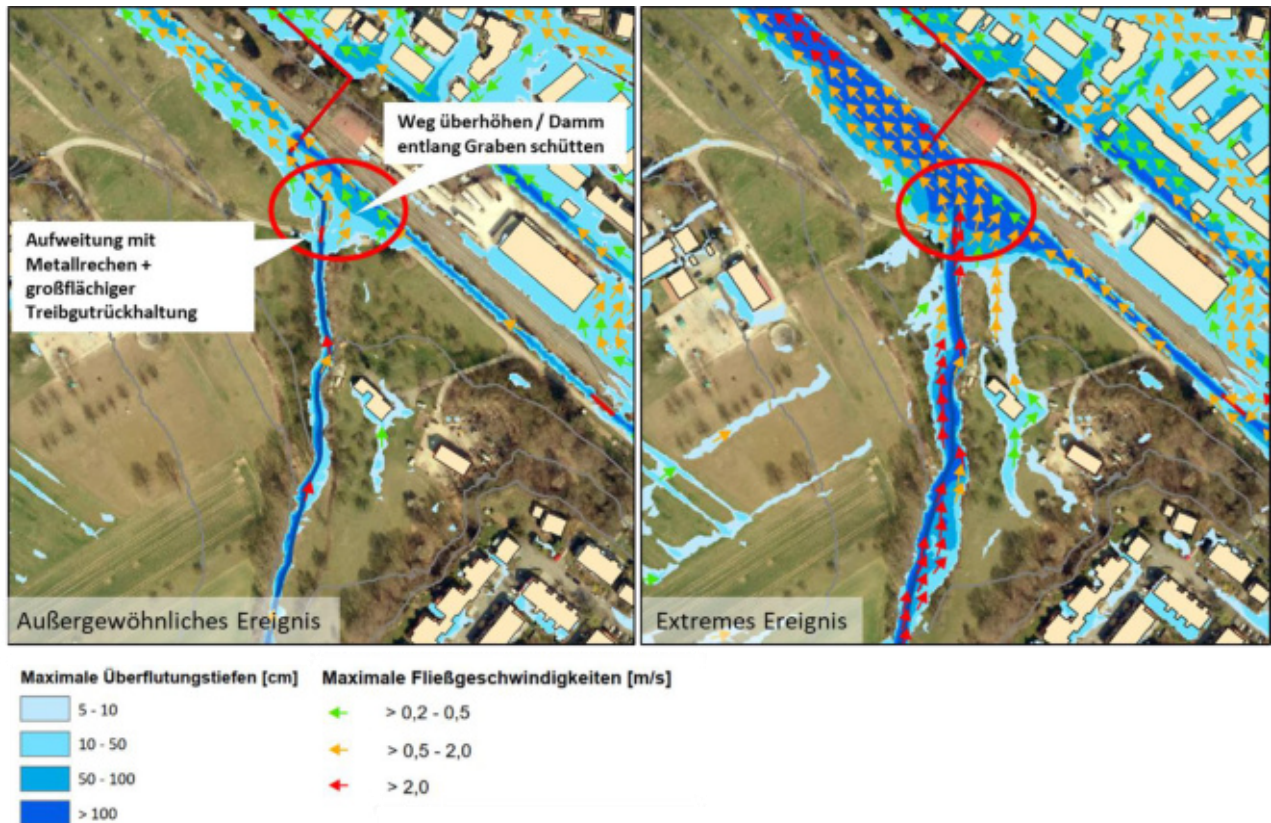 Weg überhöhen / Damm
entlang Graben schütten
Aufweitung mit
Metallrechen +
großflächiger
Treibgutrückhaltung
Außergewöhnliches Ereignis
Extremes Ereignis
Maximale Überflutungstiefen [cm]
5 - 10
10 - 50
50 - 100
> 100
Maximale Fließgeschwindigkeiten [m/s]
> 0,2 - 0,5
> 0,5 - 2,0
> 2,0